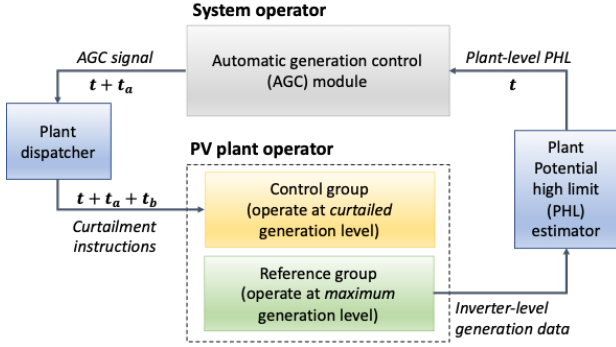 System operator
AGC signal
t + tₐ
Automatic generation control
(AGC) module
Plant-level PHL
t
Plant
dispatcher
PV plant operator
t + tₐ + t_b
Curtailment
instructions
Control group
(operate at curtailed
generation level)
Reference group
(operate at maximum
generation level)
Plant
Potential
high limit
(PHL)
estimator
Inverter-level
generation data